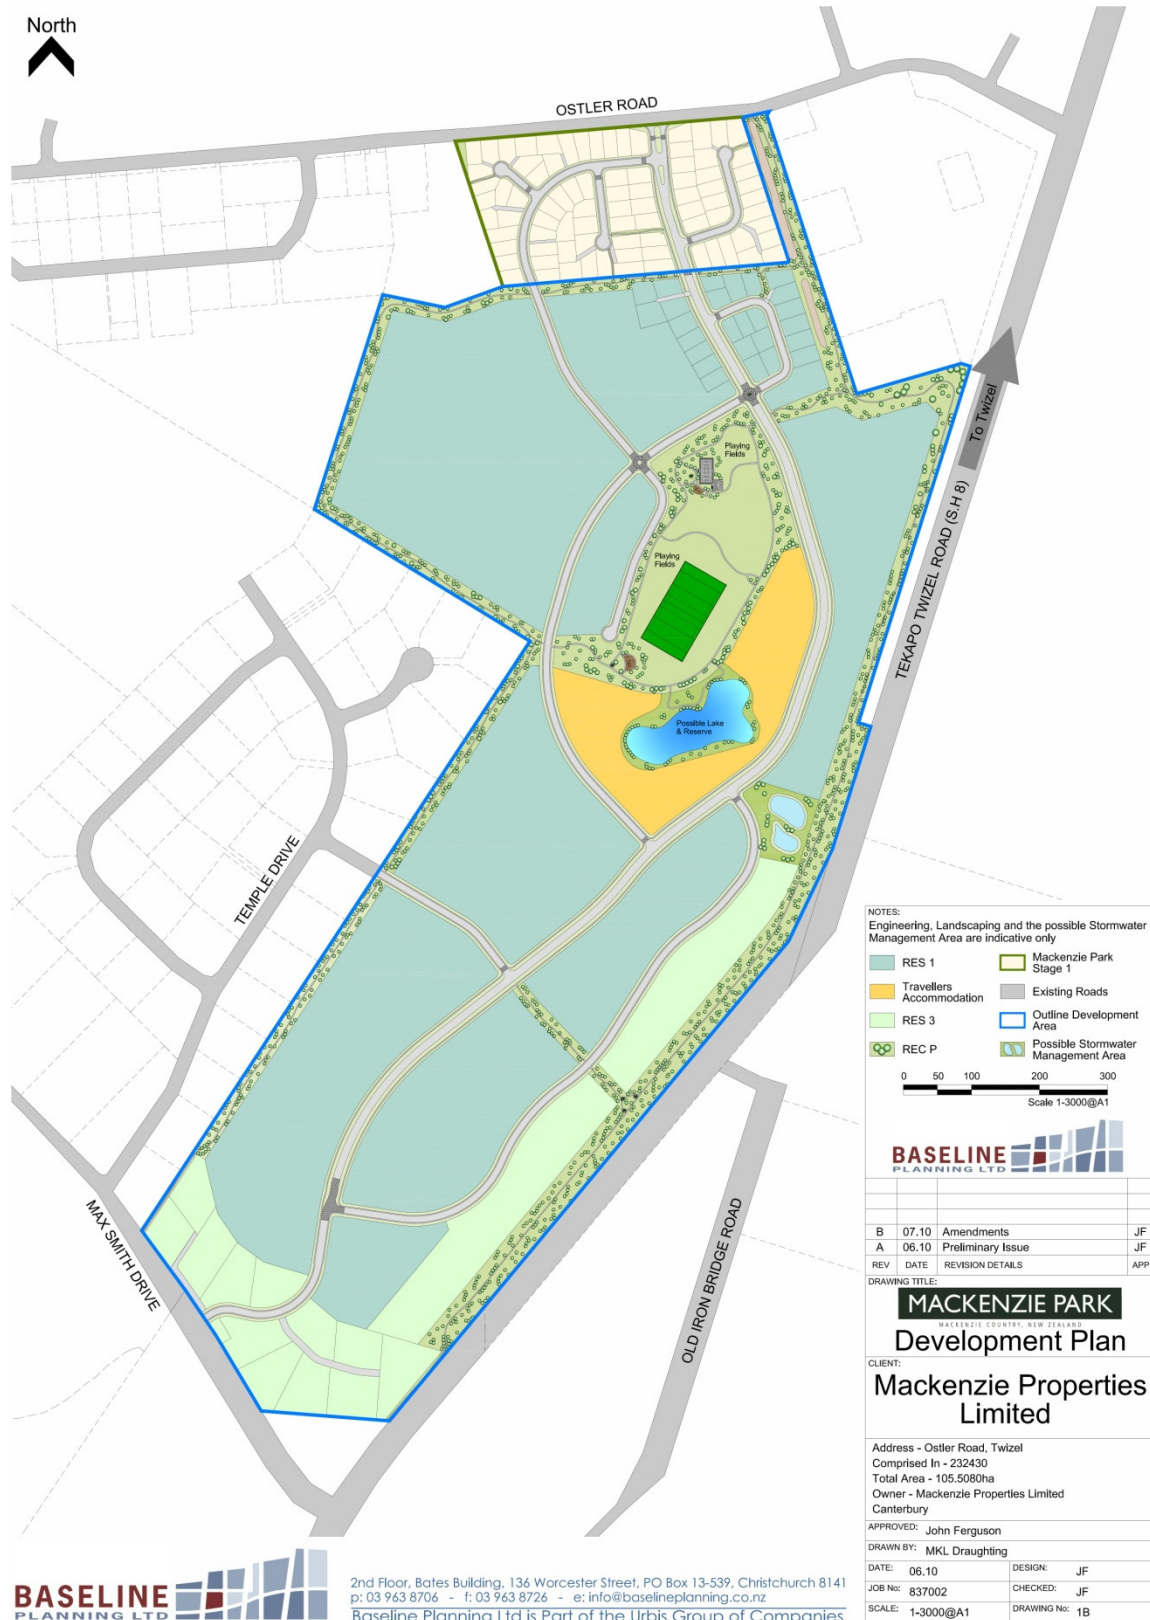 North
OSTLER ROAD
To Twizel
TEKAPO TWIZEL ROAD (S.H 8)
Playing
Fields
Playing
Fields
Possible Lake
& Reserve
TEMPLE DRIVE
MAX SMITH DRIVE
OLD IRON BRIDGE ROAD
NOTES:
Engineering, Landscaping and the possible Stormwater
Management Area are indicative only
RES 1
Mackenzie Park
Stage 1
Travellers
Accommodation
Existing Roads
RES 3
Outline Development
Area
REC P
Possible Stormwater
Management Area
0 50 100 200 300
Scale 1-3000@A1
BASELINE
PLANNING LTD
B 07.10 Amendments JF
A 06.10 Preliminary Issue JF
REV DATE REVISION DETAILS APP
DRAWING TITLE:
MACKENZIE PARK
MACKENZIE COUNTRY, NEW ZEALAND
Development Plan
CLIENT:
Mackenzie Properties
Limited
Address - Ostler Road, Twizel
Comprised In - 232430
Total Area - 105.5080ha
Owner - Mackenzie Properties Limited
Canterbury
APPROVED: John Ferguson
DRAWN BY: MKL Draughting
DATE: 06.10 DESIGN: JF
JOB No: 837002 CHECKED: JF
SCALE: 1-3000@A1 DRAWING No: 1B
BASELINE
PLANNING LTD
2nd Floor, Bates Building, 136 Worcester Street, PO Box 13-539, Christchurch 8141
p: 03 963 8706 - f: 03 963 8726 - e: info@baselineplanning.co.nz
Baseline Planning Ltd is Part of the Urbis Group of Companies